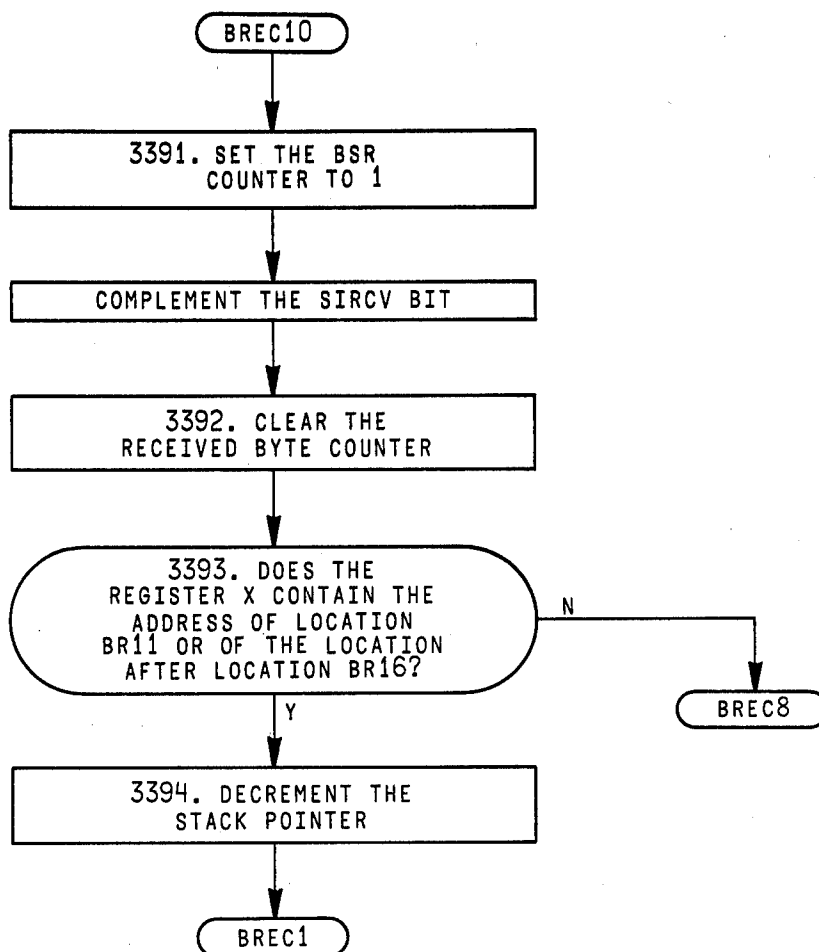 BREC10
3391. SET THE BSR
COUNTER TO 1
COMPLEMENT THE SIRCV BIT
3392. CLEAR THE
RECEIVED BYTE COUNTER
3393. DOES THE
REGISTER X CONTAIN THE
ADDRESS OF LOCATION
BR11 OR OF THE LOCATION
AFTER LOCATION BR16?
N
BREC8
Y
3394. DECREMENT THE
STACK POINTER
BREC1